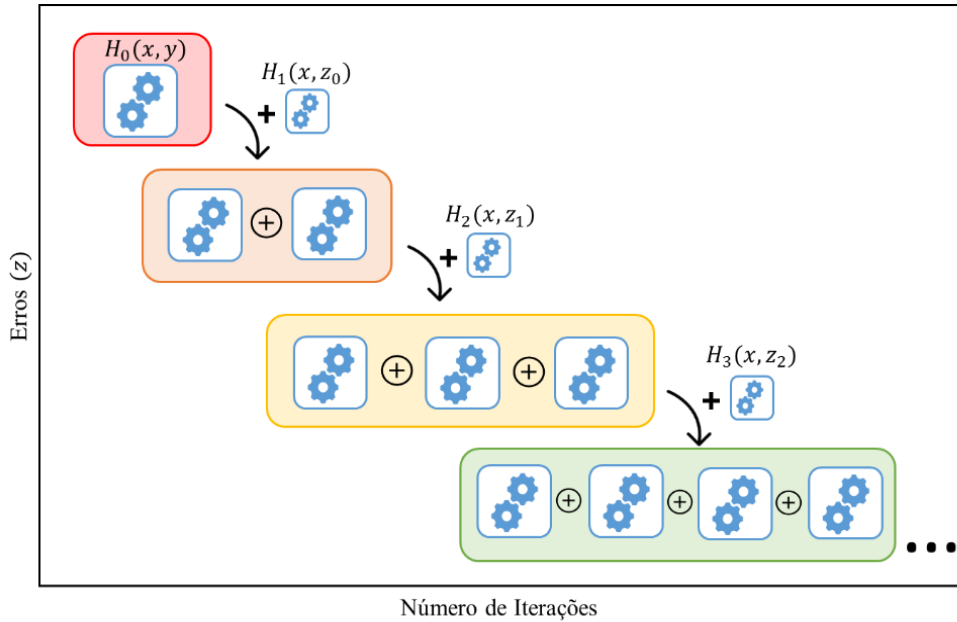 H₀(x, y)
H₁(x, z₀)
+
+
H₂(x, z₁)
+
+ +
H₃(x, z₂)
+
+ + +
...
Erros (z)
Número de Iterações